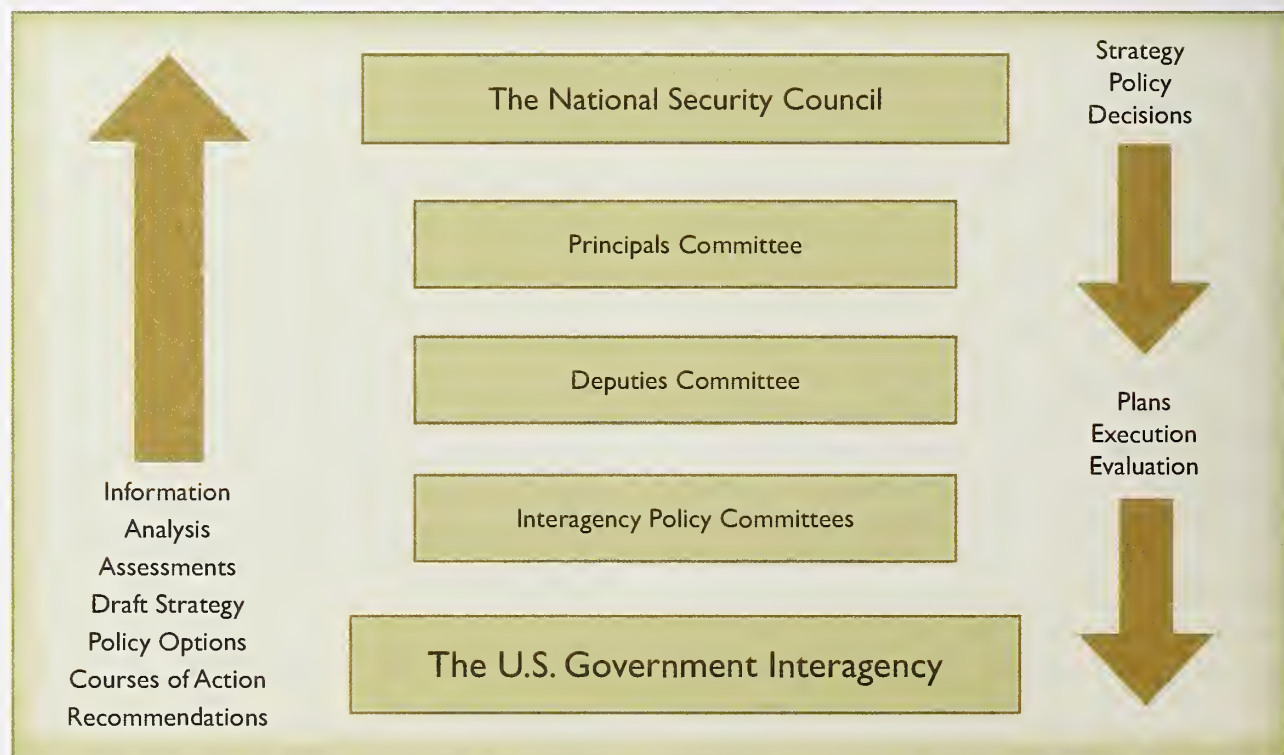 The National Security Council
Principals Committee
Deputies Committee
Interagency Policy Committees
The U.S. Government Interagency
Information
Analysis
Assessments
Draft Strategy
Policy Options
Courses of Action
Recommendations
Strategy
Policy
Decisions
Plans
Execution
Evaluation